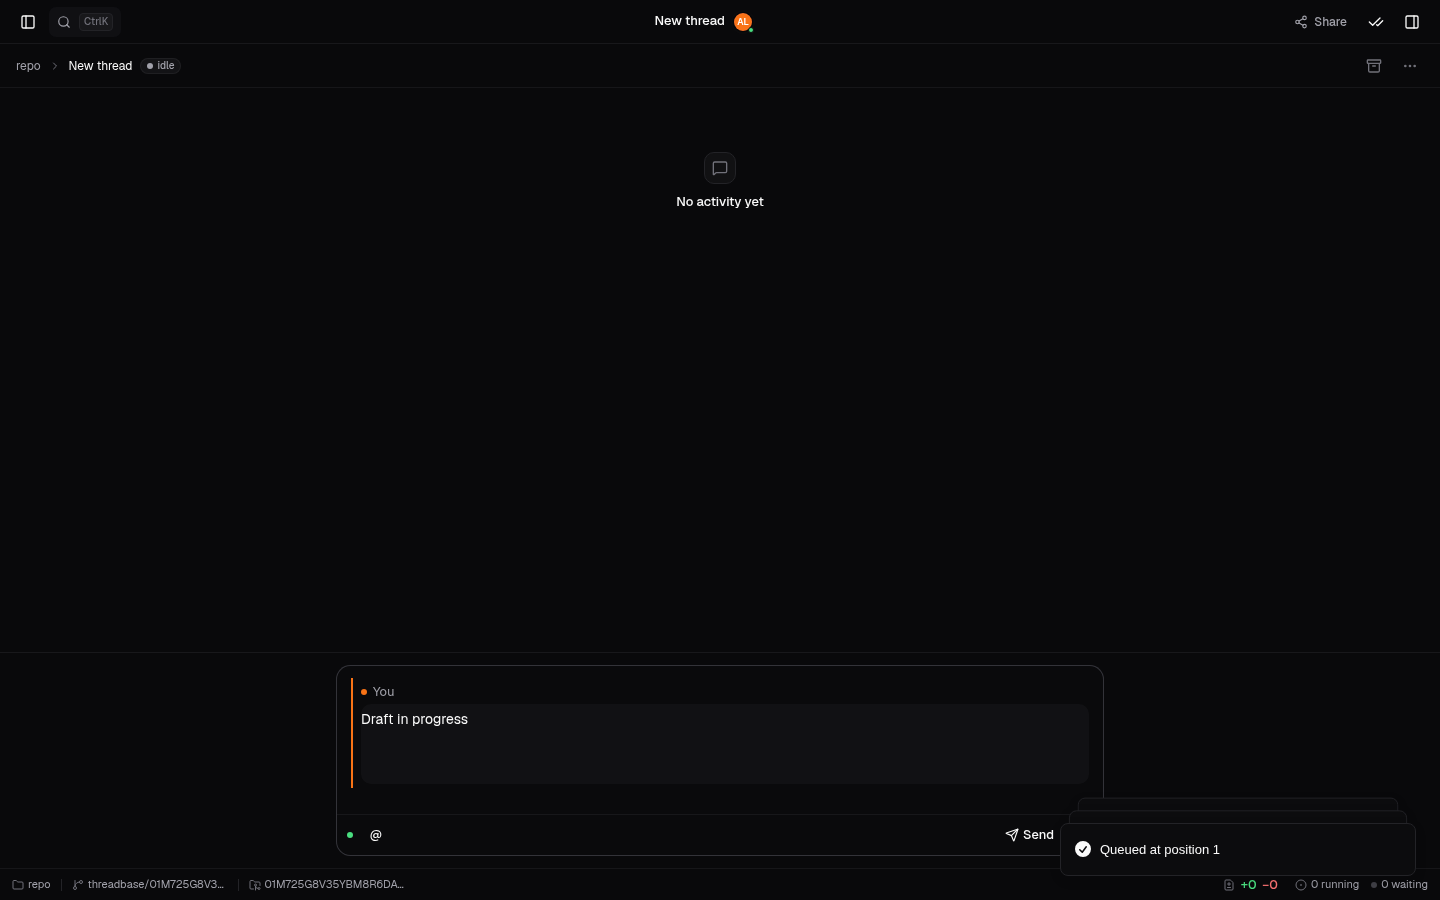 CtrlK
New thread
AL
Share
repo
New thread
idle
No activity yet
You
Draft in progress
@
Send
Queued at position 1
repo
threadbase/01M725G8V3...
01M725G8V35YBM8R6DA...
+0 −0
0 running
0 waiting